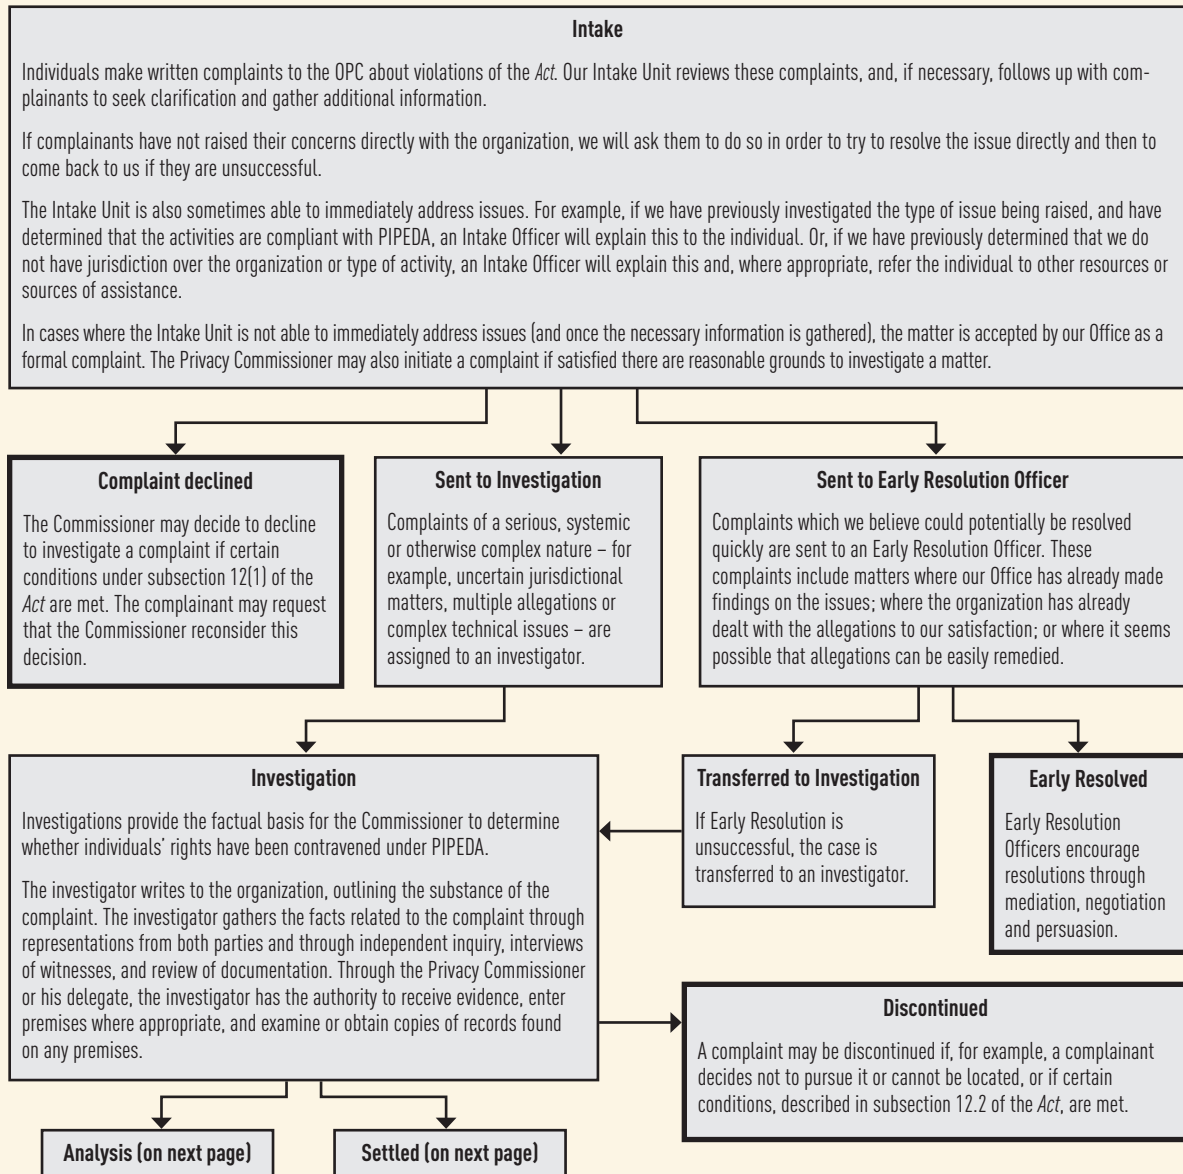 Intake
Individuals make written complaints to the OPC about violations of the Act. Our Intake Unit reviews these complaints, and, if necessary, follows up with com-
plainants to seek clarification and gather additional information.
If complainants have not raised their concerns directly with the organization, we will ask them to do so in order to try to resolve the issue directly and then to
come back to us if they are unsuccessful.
The Intake Unit is also sometimes able to immediately address issues. For example, if we have previously investigated the type of issue being raised, and have
determined that the activities are compliant with PIPEDA, an Intake Officer will explain this to the individual. Or, if we have previously determined that we do
not have jurisdiction over the organization or type of activity, an Intake Officer will explain this and, where appropriate, refer the individual to other resources or
sources of assistance.
In cases where the Intake Unit is not able to immediately address issues (and once the necessary information is gathered), the matter is accepted by our Office as a
formal complaint. The Privacy Commissioner may also initiate a complaint if satisfied there are reasonable grounds to investigate a matter.
Complaint declined
The Commissioner may decide to decline
to investigate a complaint if certain
conditions under subsection 12(1) of the
Act are met. The complainant may request
that the Commissioner reconsider this
decision.
Sent to Investigation
Complaints of a serious, systemic
or otherwise complex nature – for
example, uncertain jurisdictional
matters, multiple allegations or
complex technical issues – are
assigned to an investigator.
Sent to Early Resolution Officer
Complaints which we believe could potentially be resolved
quickly are sent to an Early Resolution Officer. These
complaints include matters where our Office has already made
findings on the issues; where the organization has already
dealt with the allegations to our satisfaction; or where it seems
possible that allegations can be easily remedied.
Investigation
Investigations provide the factual basis for the Commissioner to determine
whether individuals' rights have been contravened under PIPEDA.
The investigator writes to the organization, outlining the substance of the
complaint. The investigator gathers the facts related to the complaint through
representations from both parties and through independent inquiry, interviews
of witnesses, and review of documentation. Through the Privacy Commissioner
or his delegate, the investigator has the authority to receive evidence, enter
premises where appropriate, and examine or obtain copies of records found
on any premises.
Transferred to Investigation
If Early Resolution is
unsuccessful, the case is
transferred to an investigator.
Early Resolved
Early Resolution
Officers encourage
resolutions through
mediation, negotiation
and persuasion.
Discontinued
A complaint may be discontinued if, for example, a complainant
decides not to pursue it or cannot be located, or if certain
conditions, described in subsection 12.2 of the Act, are met.
Analysis (on next page)
Settled (on next page)